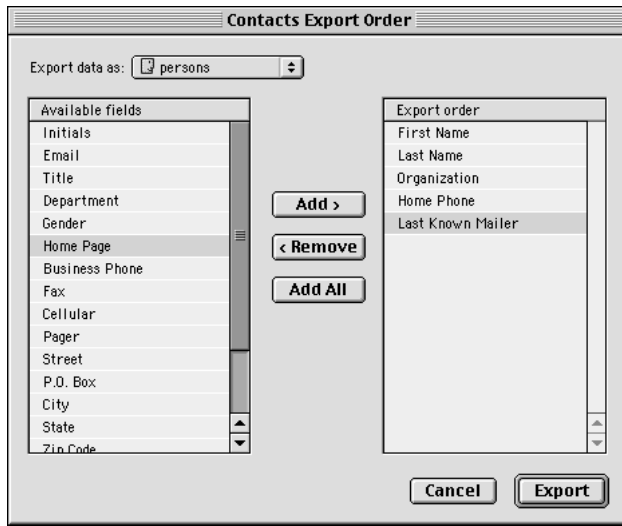 Contacts Export Order
Export data as: persons
Available fields
Initials
Email
Title
Department
Gender
Home Page
Business Phone
Fax
Cellular
Pager
Street
P.O. Box
City
State
Zip Code
Add ›
‹ Remove
Add All
Export order
First Name
Last Name
Organization
Home Phone
Last Known Mailer
Cancel
Export